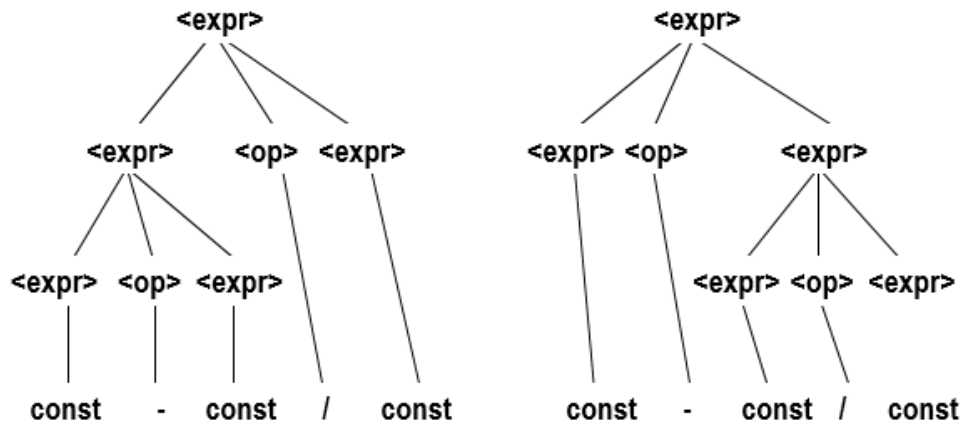 <expr> <expr>
<expr> <op> <expr> <expr> <op> <expr>
<expr> <op> <expr> <expr> <op> <expr>
const - const / const const - const / const